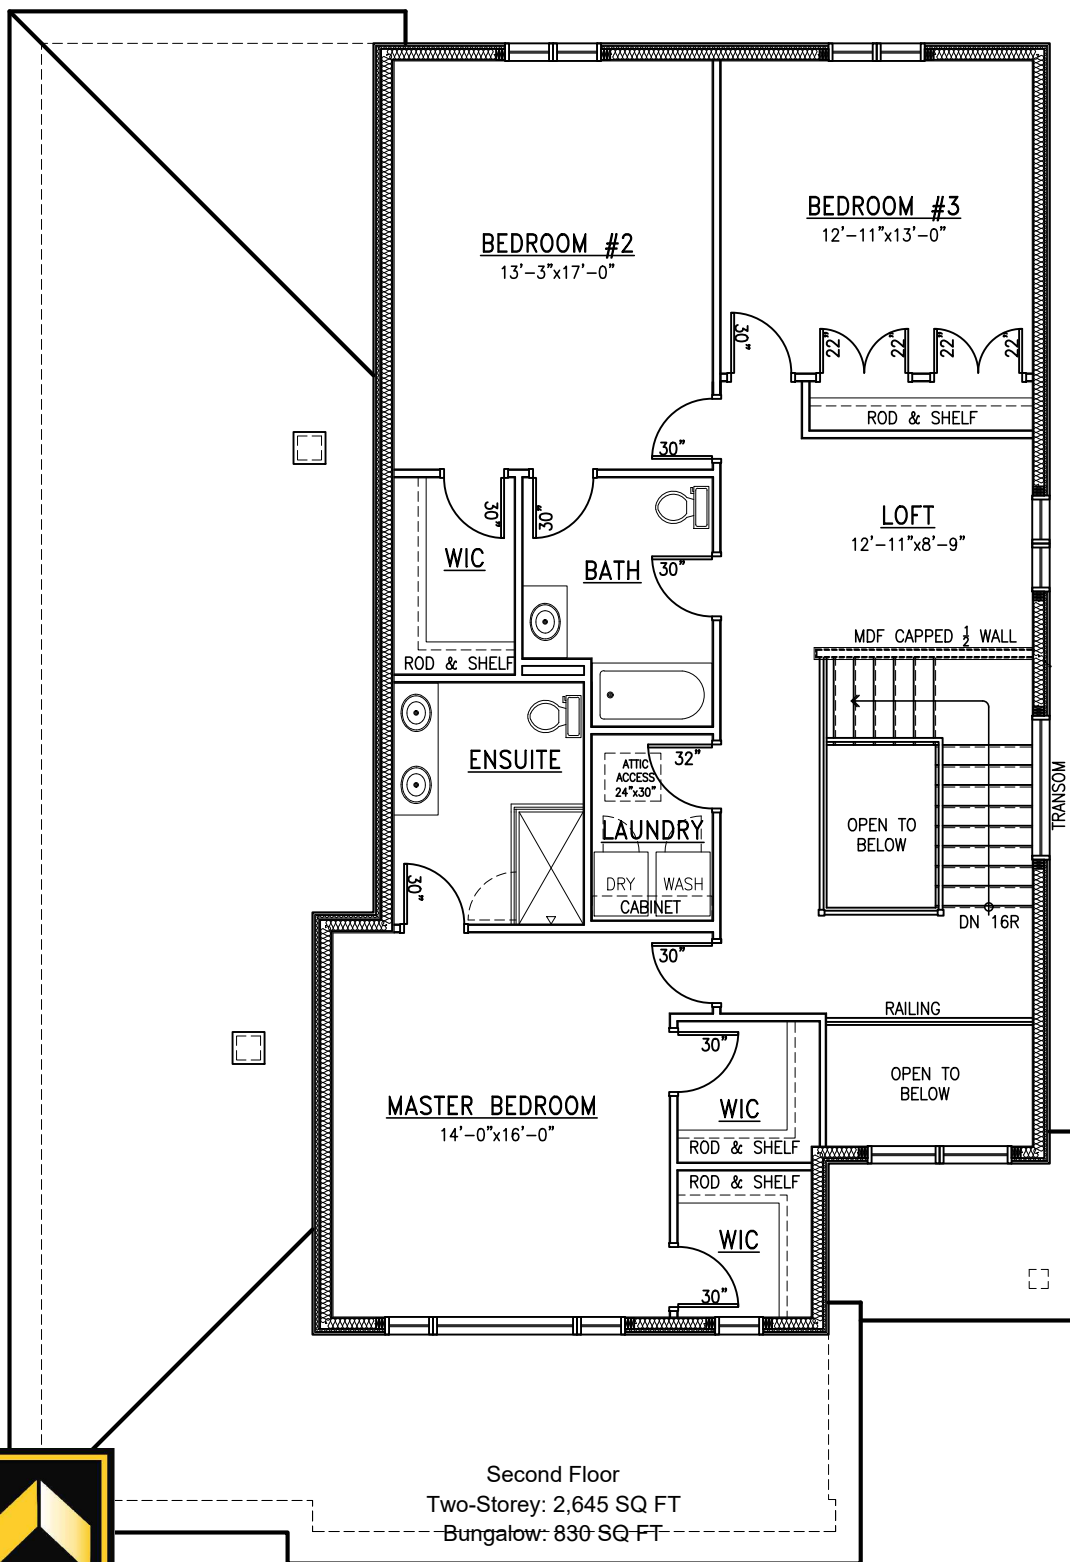 BEDROOM #2
13'-3"x17'-0"
BEDROOM #3
12'-11"x13'-0"
30"
22"
22"
22"
22"
ROD & SHELF
30"
30"
30"
WIC
BATH
30"
LOFT
12'-11"x8'-9"
ROD & SHELF
MDF CAPPED ½ WALL
ENSUITE
ATTIC
ACCESS
24"x30"
32"
LAUNDRY
DRY
WASH
CABINET
OPEN TO
BELOW
TRANSOM
DN 16R
30"
30"
RAILING
MASTER BEDROOM
14'-0"x16'-0"
30"
WIC
ROD & SHELF
OPEN TO
BELOW
ROD & SHELF
WIC
30"
Second Floor
Two-Storey: 2,645 SQ FT
Bungalow: 830 SQ FT